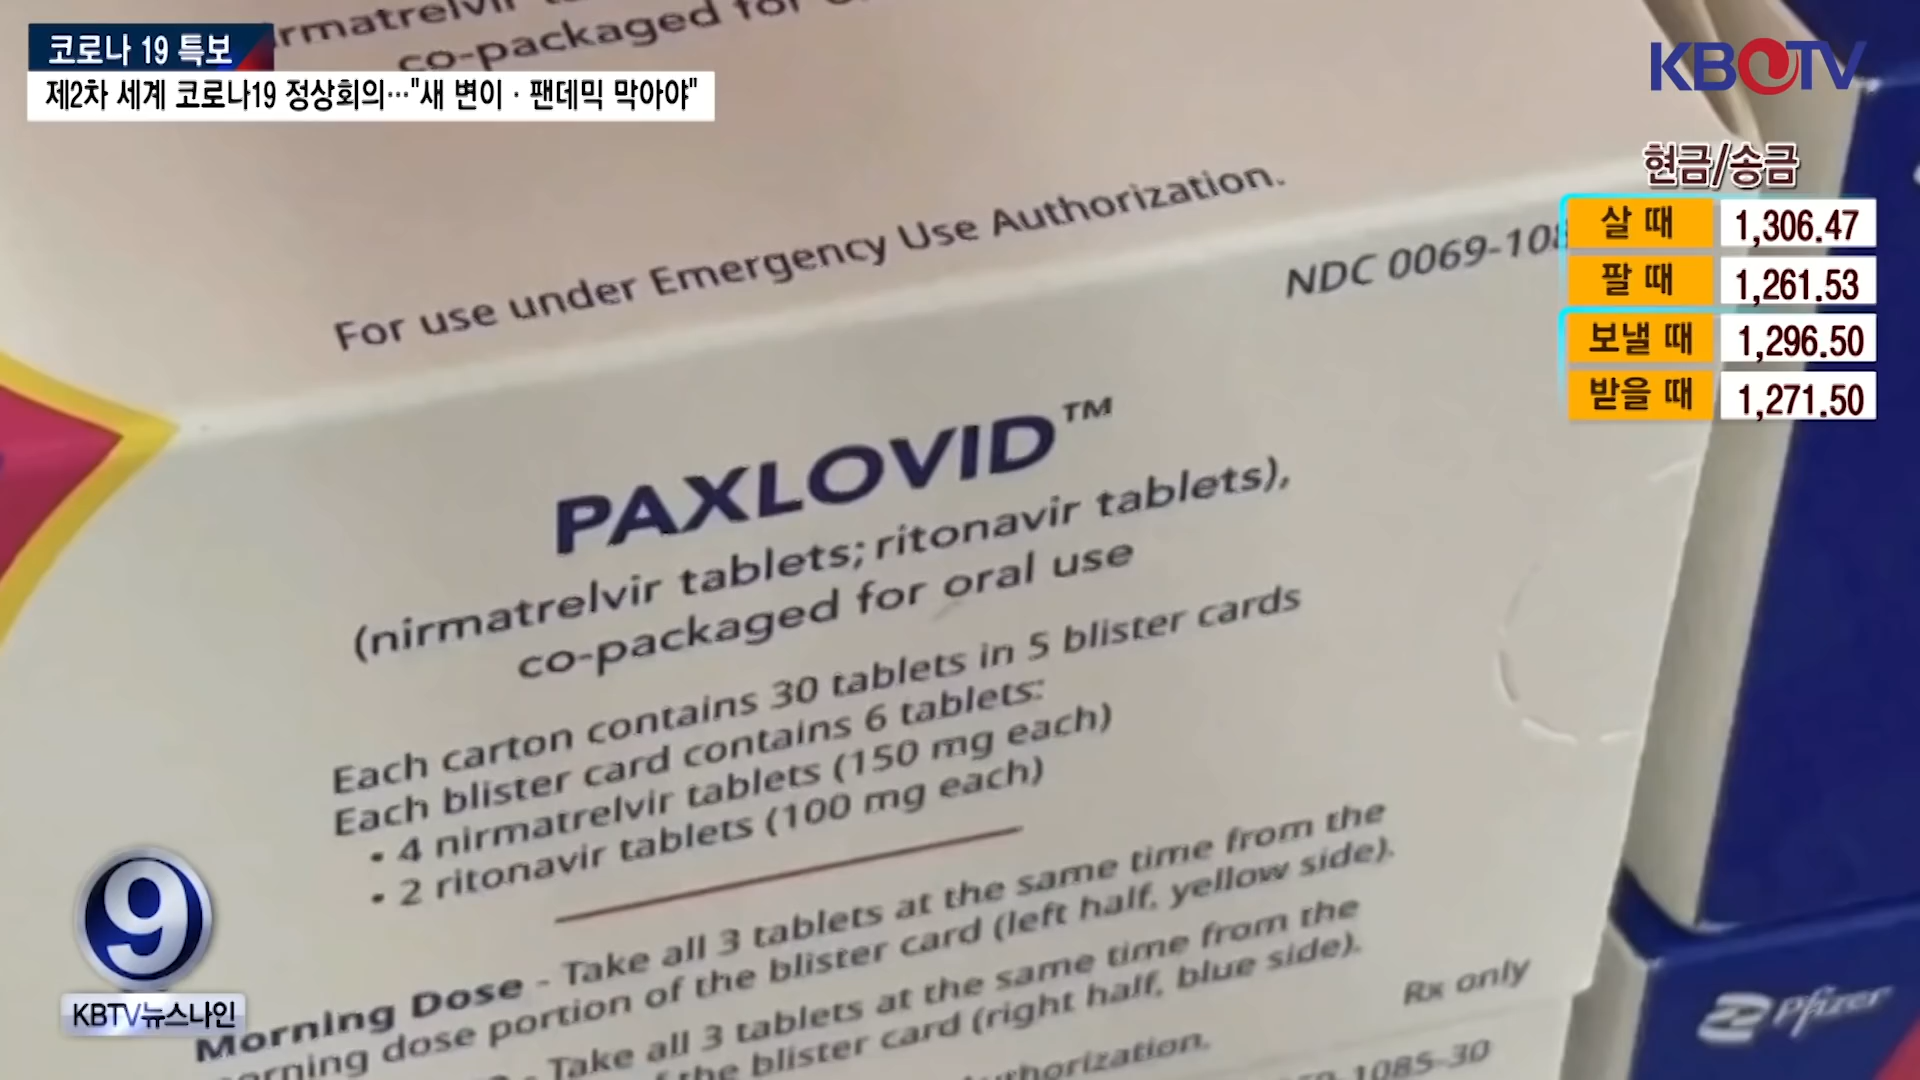 코로나 19 특보
제2차 세계 코로나19 정상회의…"새 변이 · 팬데믹 막아야"
KBTV
현금/송금
살 때 1,306.47
팔 때 1,261.53
보낼 때 1,296.50
받을 때 1,271.50
co-packaged for
For use under Emergency Use Authorization.
NDC 0069-108
PAXLOVID™
(nirmatrelvir tablets; ritonavir tablets),
co-packaged for oral use
Each carton contains 30 tablets in 5 blister cards
Each blister card contains 6 tablets:
• 4 nirmatrelvir tablets (150 mg each)
• 2 ritonavir tablets (100 mg each)
Morning Dose - Take all 3 tablets at the same time from the
morning dose portion of the blister card (left half, yellow side).
- Take all 3 tablets at the same time from the
of the blister card (right half, blue side).
Rx only
1085-30
Pfizer
9
KBTV뉴스나인